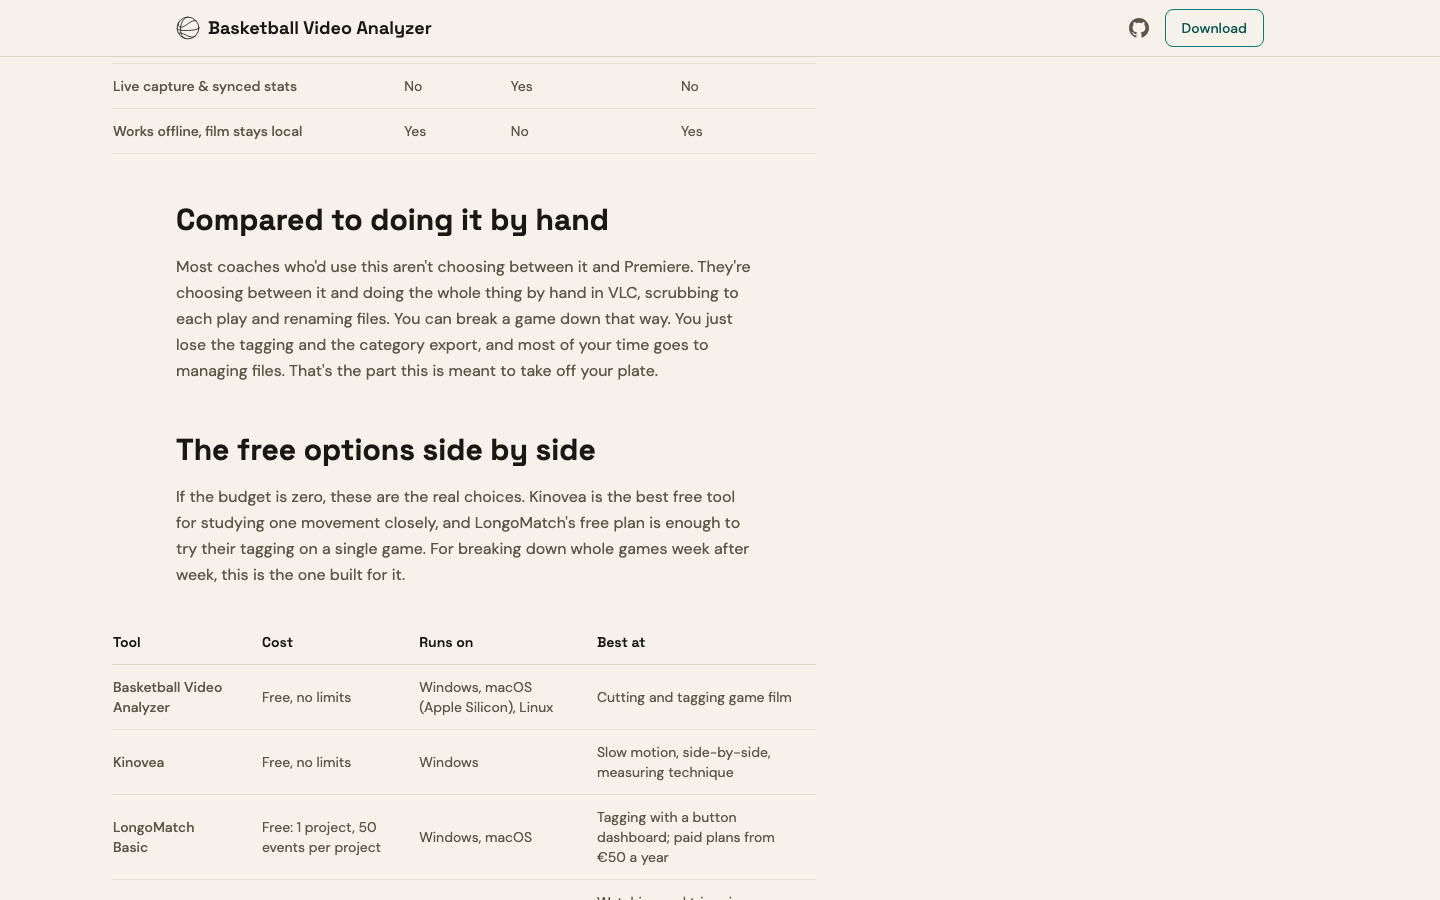 Basketball Video Analyzer
Download
Live capture & synced stats No Yes No
Works offline, film stays local Yes No Yes
Compared to doing it by hand
Most coaches who'd use this aren't choosing between it and Premiere. They're
choosing between it and doing the whole thing by hand in VLC, scrubbing to
each play and renaming files. You can break a game down that way. You just
lose the tagging and the category export, and most of your time goes to
managing files. That's the part this is meant to take off your plate.
The free options side by side
If the budget is zero, these are the real choices. Kinovea is the best free tool
for studying one movement closely, and LongoMatch's free plan is enough to
try their tagging on a single game. For breaking down whole games week after
week, this is the one built for it.
Tool Cost Runs on Best at
Basketball Video
Analyzer
Free, no limits
Windows, macOS
(Apple Silicon), Linux
Cutting and tagging game film
Kinovea
Free, no limits
Windows
Slow motion, side-by-side,
measuring technique
LongoMatch
Basic
Free: 1 project, 50
events per project
Windows, macOS
Tagging with a button
dashboard; paid plans from
€50 a year